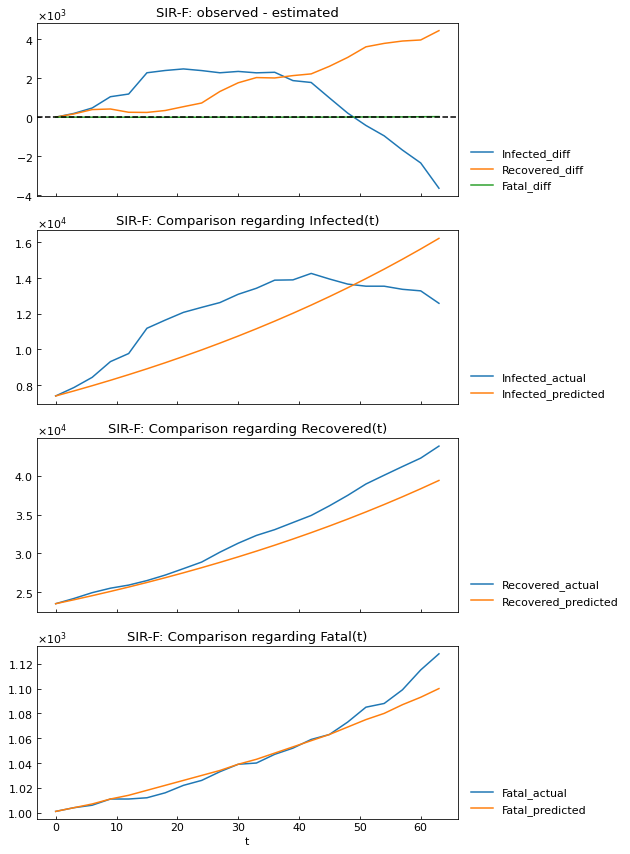 SIR-F: observed - estimated
×10³
4
2
0
−2
−4
Infected_diff
Recovered_diff
Fatal_diff
SIR-F: Comparison regarding Infected(t)
×10⁴
1.6
1.4
1.2
1.0
0.8
Infected_actual
Infected_predicted
SIR-F: Comparison regarding Recovered(t)
×10⁴
4.0
3.5
3.0
2.5
Recovered_actual
Recovered_predicted
SIR-F: Comparison regarding Fatal(t)
×10³
1.12
1.10
1.08
1.06
1.04
1.02
1.00
Fatal_actual
Fatal_predicted
0 10 20 30 40 50 60
t